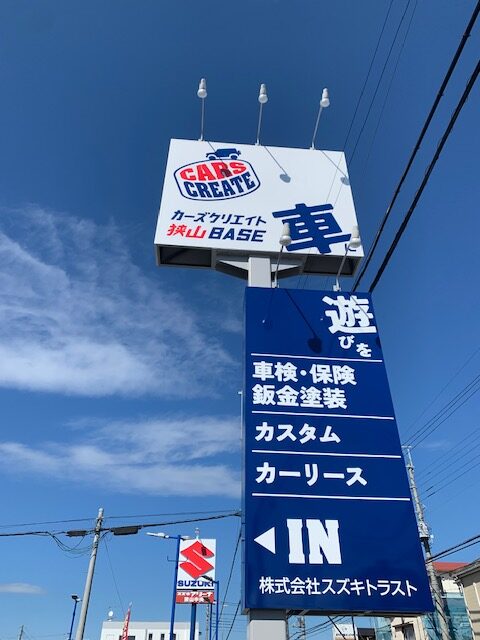 CARS
CREATE
カーズクリエイト
狭山 BASE
車に
遊
びを
車検・保険
鈑金塗装
カスタム
カーリース
IN
株式会社スズキトラスト
SUZUKI